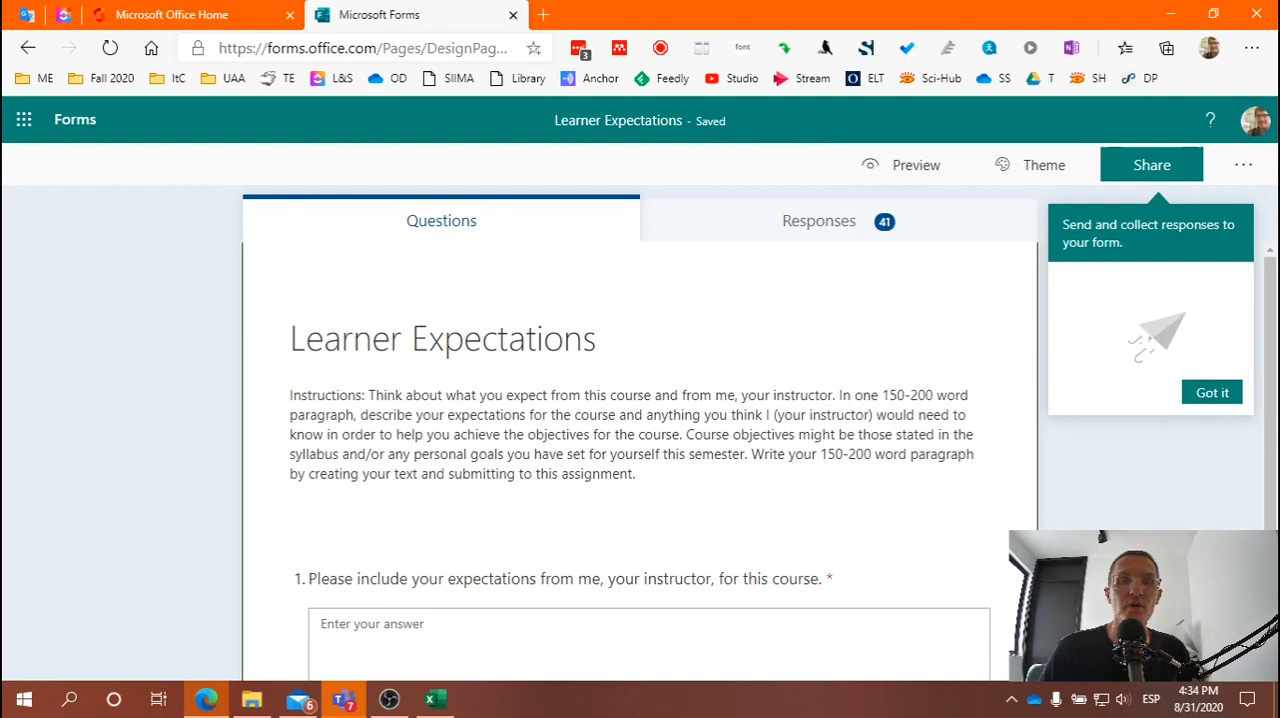 Microsoft Office Home
Microsoft Forms
https://forms.office.com/Pages/DesignPag...
3
font
ME
Fall 2020
ItC
UAA
TE
L&S
OD
SIIMA
Library
Anchor
Feedly
Studio
Stream
ELT
Sci-Hub
SS
T
SH
DP
Forms
Learner Expectations - Saved
?
Preview
Theme
Share
Questions
Responses 41
Send and collect responses to
your form.
Got it
Learner Expectations
Instructions: Think about what you expect from this course and from me, your instructor. In one 150-200 word
paragraph, describe your expectations for the course and anything you think I (your instructor) would need to
know in order to help you achieve the objectives for the course. Course objectives might be those stated in the
syllabus and/or any personal goals you have set for yourself this semester. Write your 150-200 word paragraph
by creating your text and submitting to this assignment.
1. Please include your expectations from me, your instructor, for this course. *
Enter your answer
6
7
ESP
4:34 PM
8/31/2020